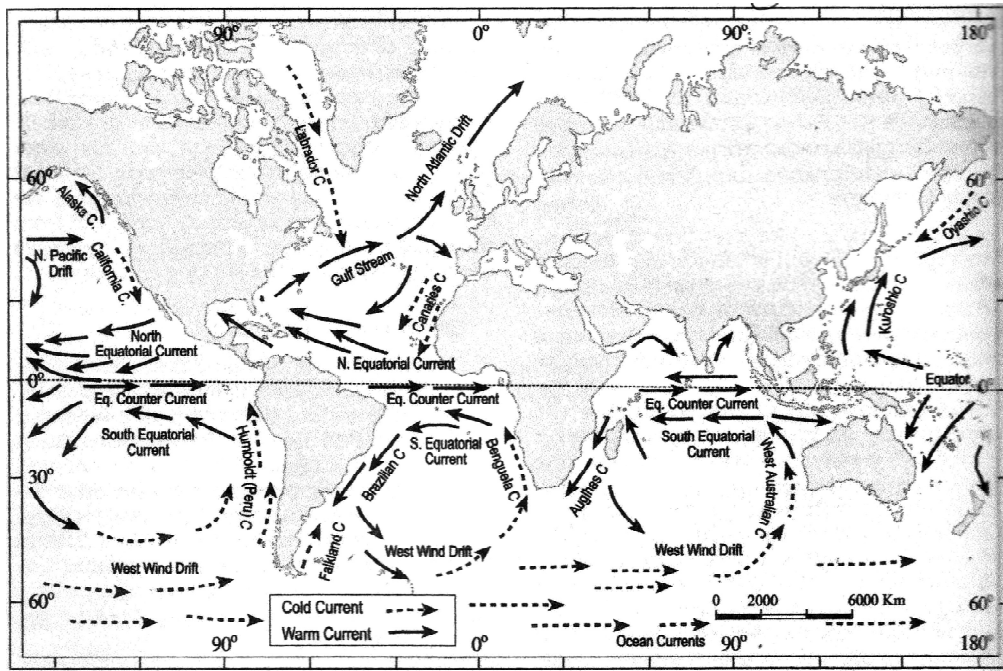 90°
0°
90°
180°
60°
60°
Labrador C
North Atlantic Drift
Alaska C.
N. Pacific
Drift
California C.
Gulf Stream
Canaries C
Oyashio C
Kuroshio C
North
Equatorial Current
N. Equatorial Current
Equator
0°
0°
Eq. Counter Current
Eq. Counter Current
Eq. Counter Current
South Equatorial
Current
S. Equatorial
Current
South Equatorial
Current
Humboldt (Peru) C
Brazilian C
Benguela C
Auglhas C
West Australian C
30°
30°
Falkland C
West Wind Drift
West Wind Drift
West Wind Drift
60°
60°
Cold Current
Warm Current
0 2000 6000 Km
90°
0°
Ocean Currents
90°
180°